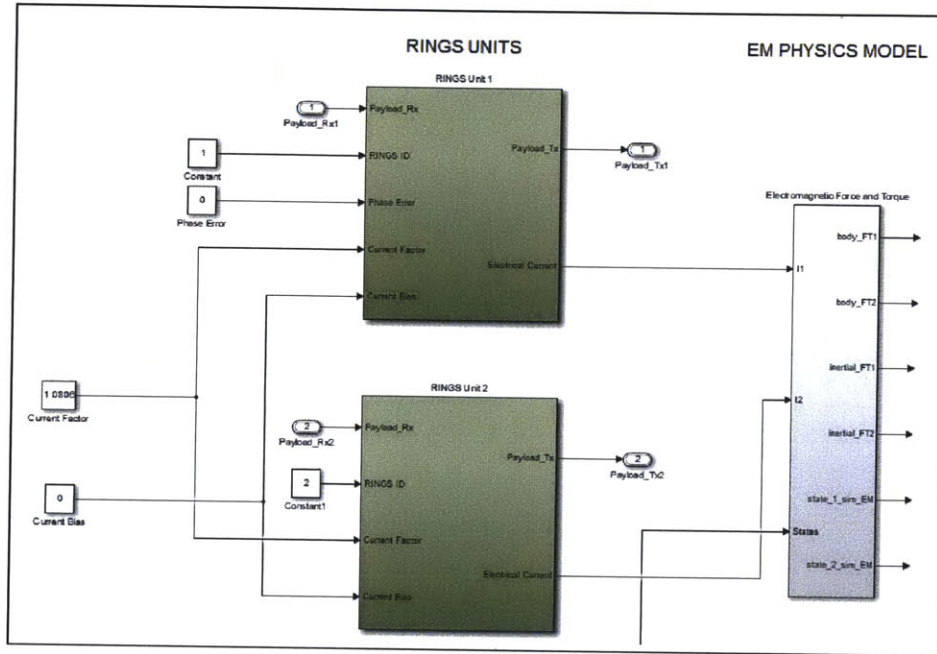 RINGS UNITS
EM PHYSICS MODEL
RINGS Unit 1
1
Payload_Rx1
Payload_Rx
1
Constant
RINGS ID
0
Phase Error
Phase Error
Current Factor
Current Bias
Payload_Tx
1
Payload_Tx1
Electrical Current
1.0806
Current Factor
0
Current Bias
RINGS Unit 2
2
Payload_Rx2
Payload_Rx
2
Constant1
RINGS ID
Current Factor
Current Bias
Payload_Tx
2
Payload_Tx2
Electrical Current
Electromagnetic Force and Torque
I1
I2
States
body_FT1
body_FT2
inertial_FT1
inertial_FT2
state_1_sim_EM
state_2_sim_EM